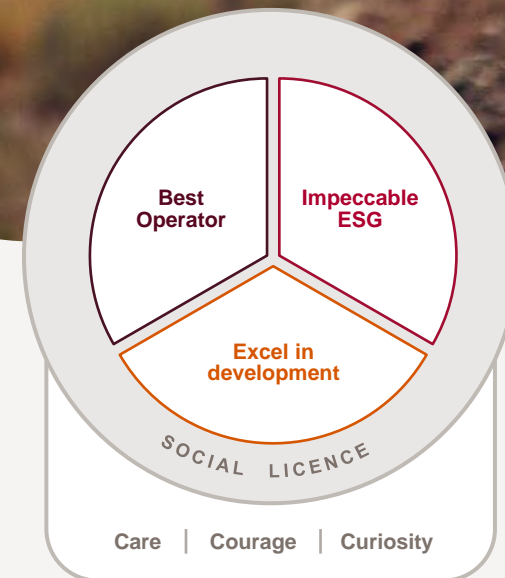 Best
Operator
Impeccable
ESG
Excel in
development
SOCIAL LICENCE
Care | Courage | Curiosity